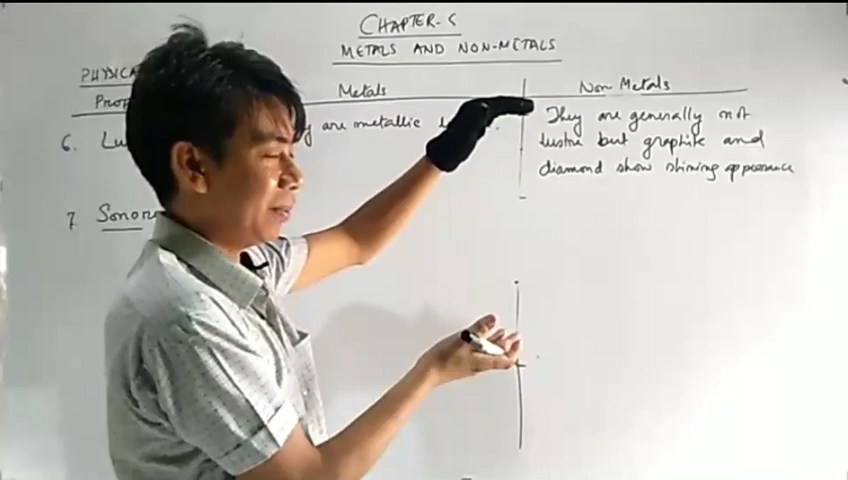 CHAPTER-5
METALS AND NON-METALS
PHYSICA
Prop Metals Non Metals
6. Lu y are metallic l They are generally not
lustre but graphite and
diamond show shining appearance
7. Sonor